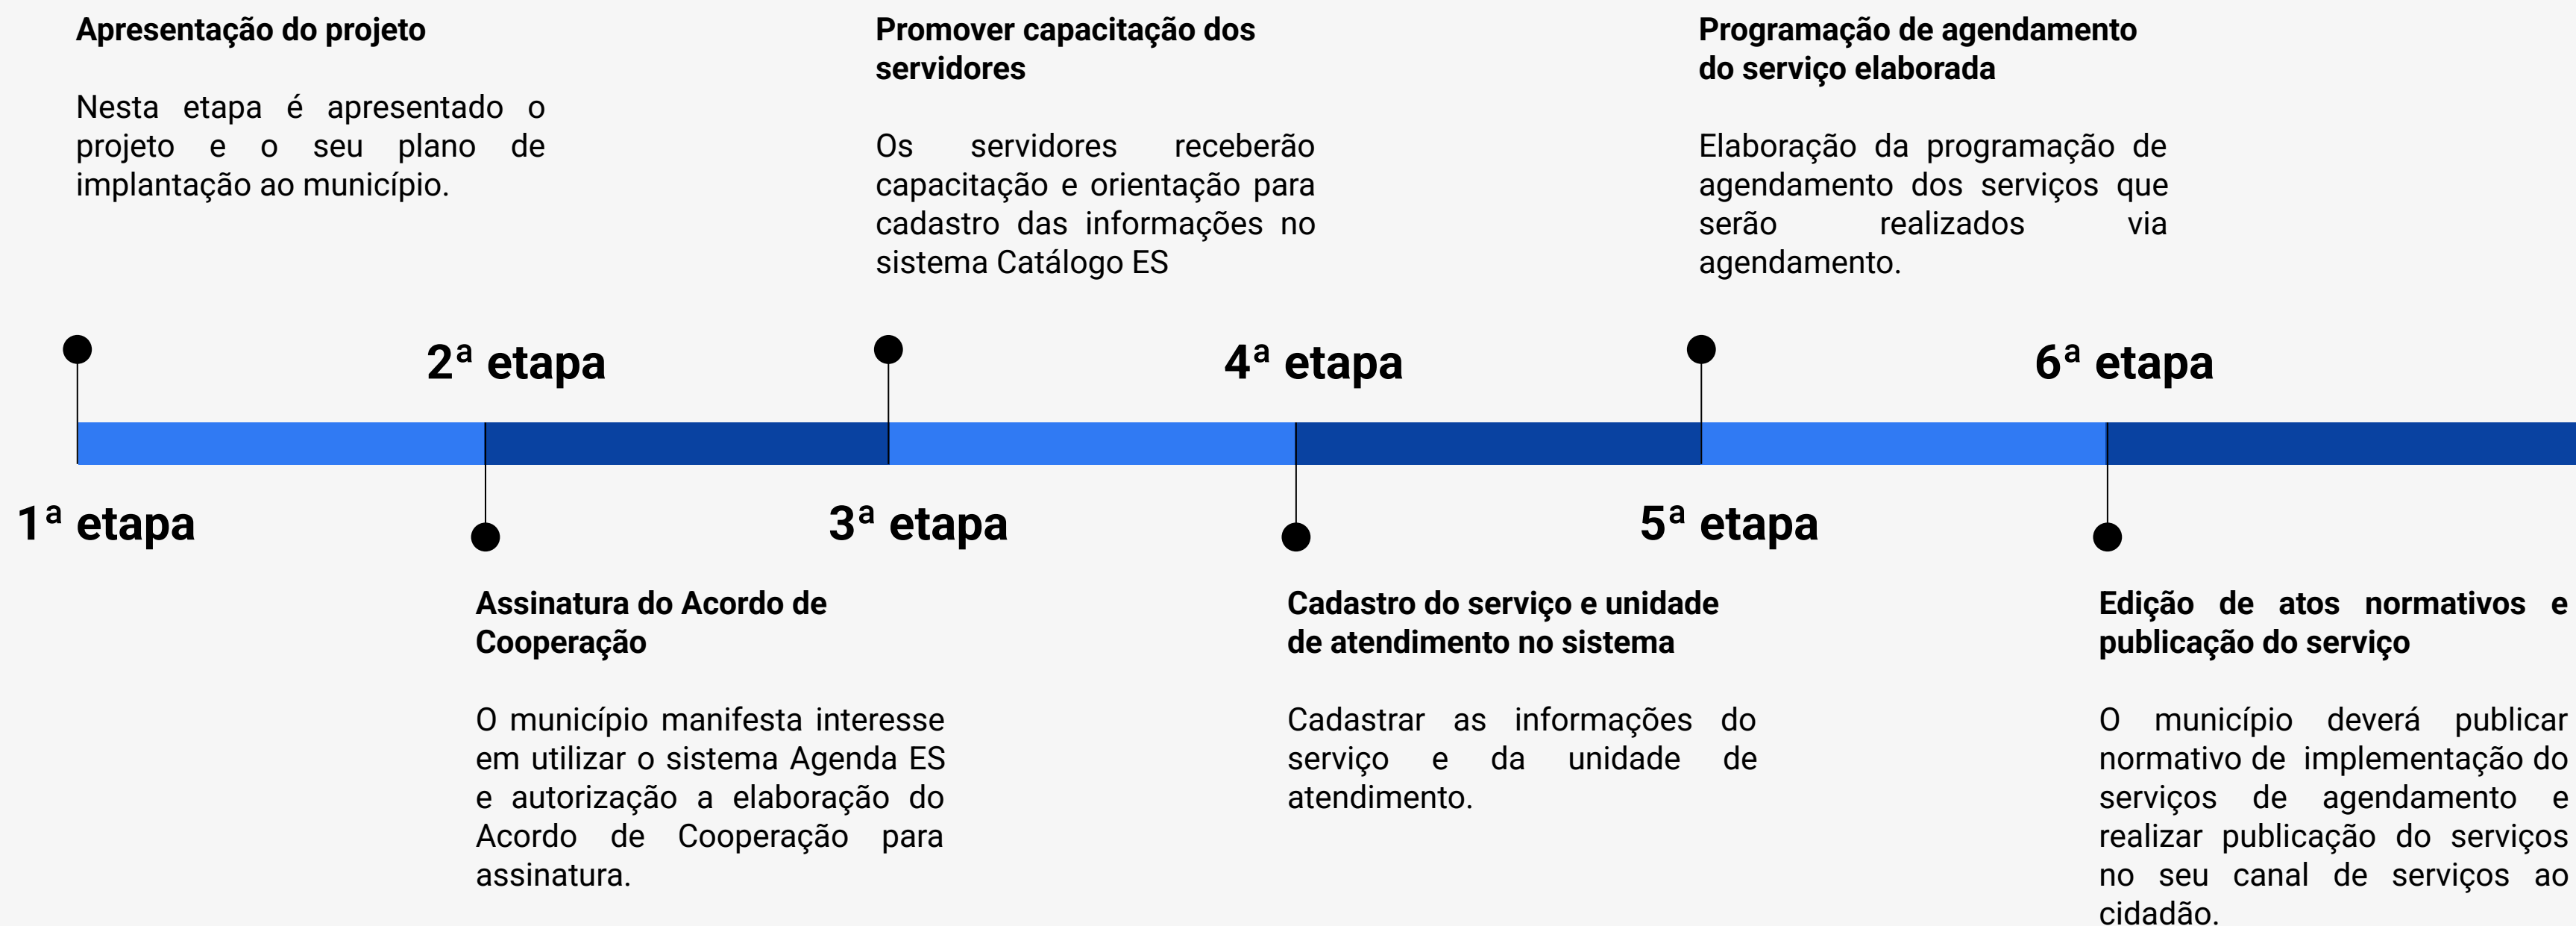 Apresentação do projeto
Nesta etapa é apresentado o
projeto e o seu plano de
implantação ao município.
1ª etapa
2ª etapa
Assinatura do Acordo de
Cooperação
O município manifesta interesse
em utilizar o sistema Agenda ES
e autorização a elaboração do
Acordo de Cooperação para
assinatura.
Promover capacitação dos
servidores
Os servidores receberão
capacitação e orientação para
cadastro das informações no
sistema Catálogo ES
3ª etapa
4ª etapa
Cadastro do serviço e unidade
de atendimento no sistema
Cadastrar as informações do
serviço e da unidade de
atendimento.
Programação de agendamento
do serviço elaborada
Elaboração da programação de
agendamento dos serviços que
serão realizados via
agendamento.
5ª etapa
6ª etapa
Edição de atos normativos e
publicação do serviço
O município deverá publicar
normativo de implementação do
serviços de agendamento e
realizar publicação do serviços
no seu canal de serviços ao
cidadão.